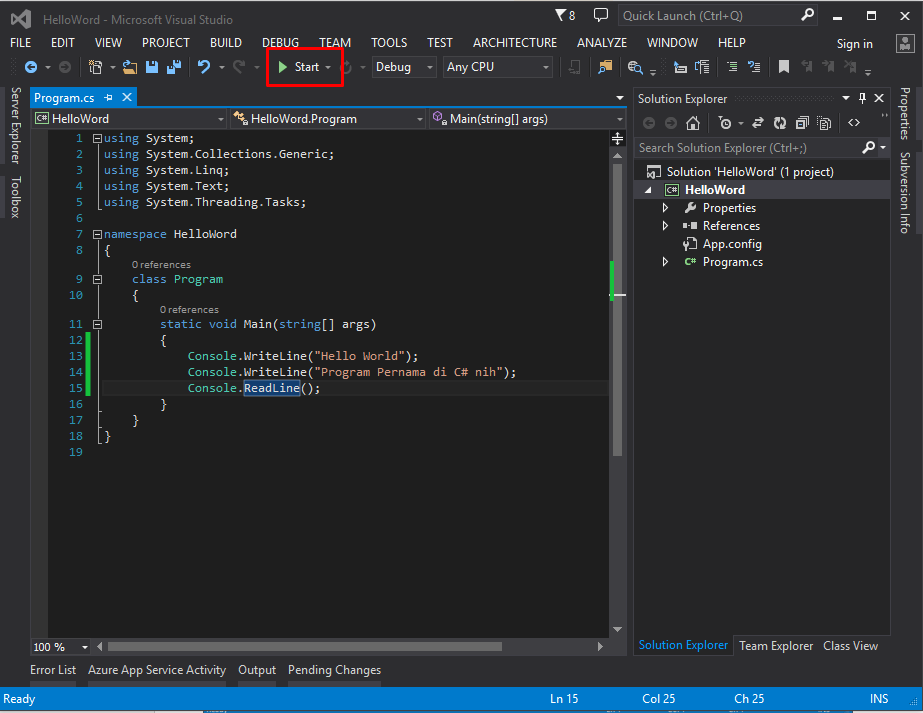 HelloWord - Microsoft Visual Studio
8
Quick Launch (Ctrl+Q)
FILE EDIT VIEW PROJECT BUILD DEBUG TEAM TOOLS TEST ARCHITECTURE ANALYZE WINDOW HELP Sign in
Start Debug Any CPU
Server Explorer
Toolbox
Program.cs
C# HelloWord HelloWord.Program Main(string[] args)
1 using System;
2 using System.Collections.Generic;
3 using System.Linq;
4 using System.Text;
5 using System.Threading.Tasks;
6
7 namespace HelloWord
8 {
0 references
9 class Program
10 {
0 references
11 static void Main(string[] args)
12 {
13 Console.WriteLine("Hello World");
14 Console.WriteLine("Program Pernama di C# nih");
15 Console.ReadLine();
16 }
17 }
18 }
19
100 %
Solution Explorer
Search Solution Explorer (Ctrl+;)
Solution 'HelloWord' (1 project)
C# HelloWord
Properties
References
App.config
C# Program.cs
Solution Explorer Team Explorer Class View
Properties
Subversion Info
Error List Azure App Service Activity Output Pending Changes
Ready Ln 15 Col 25 Ch 25 INS